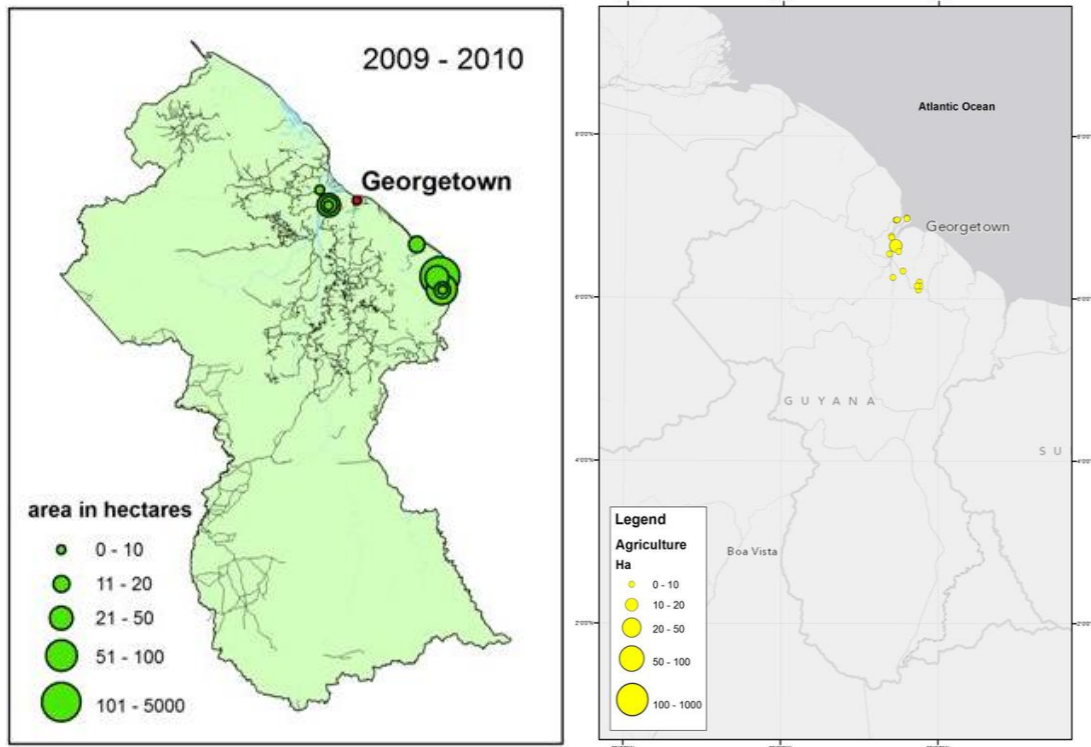 2009 - 2010
Georgetown
area in hectares
0 - 10
11 - 20
21 - 50
51 - 100
101 - 5000
Atlantic Ocean
Georgetown
G U Y A N A
S U
Boa Vista
Legend
Agriculture
Ha
0 - 10
10 - 20
20 - 50
50 - 100
100 - 1000